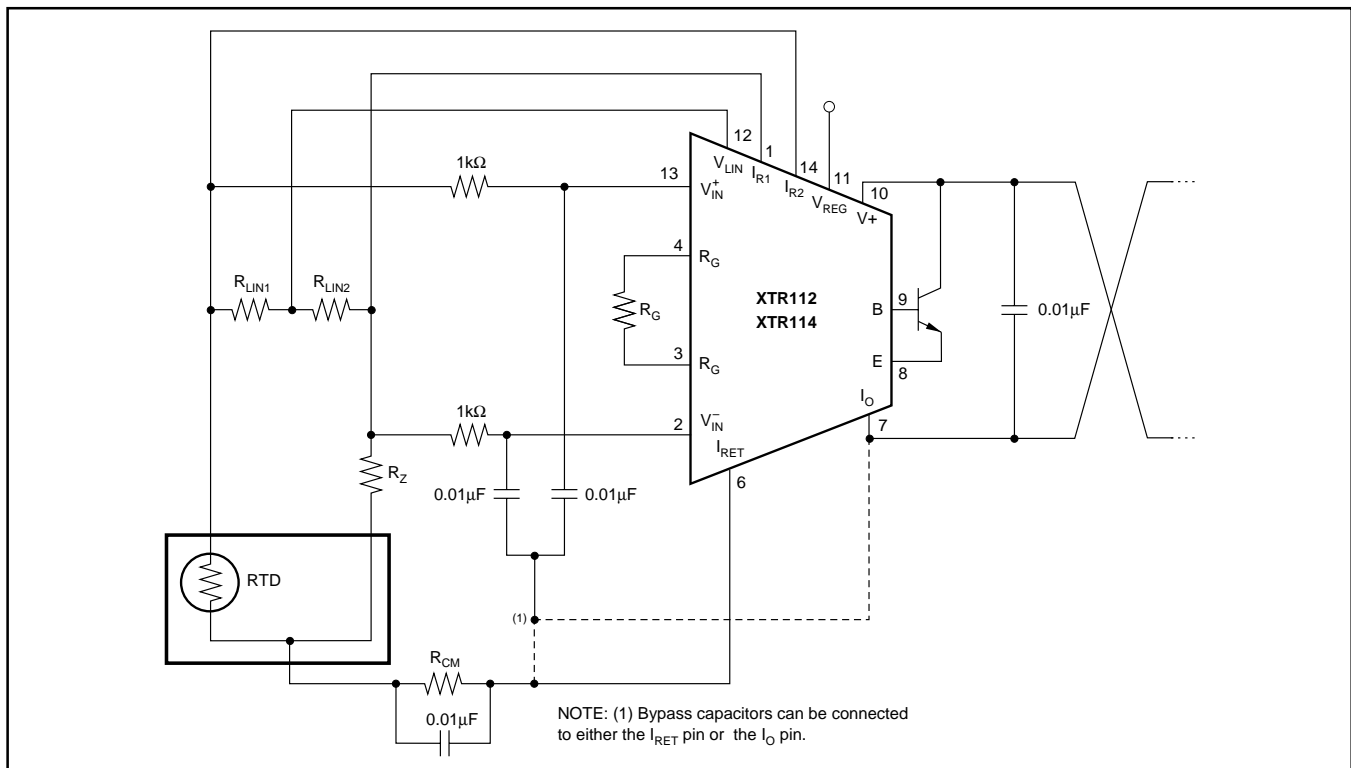 12
1
14
11
10
V_LIN
I_R1
I_R2
V_REG
V+
1kΩ
13
V⁺_IN
4
R_G
R_LIN1
R_LIN2
R_G
XTR112
XTR114
B
9
0.01µF
3
R_G
E
8
1kΩ
2
V⁻_IN
I_O
7
I_RET
6
R_Z
0.01µF
0.01µF
RTD
(1)
R_CM
0.01µF
NOTE: (1) Bypass capacitors can be connected
to either the I_RET pin or the I_O pin.